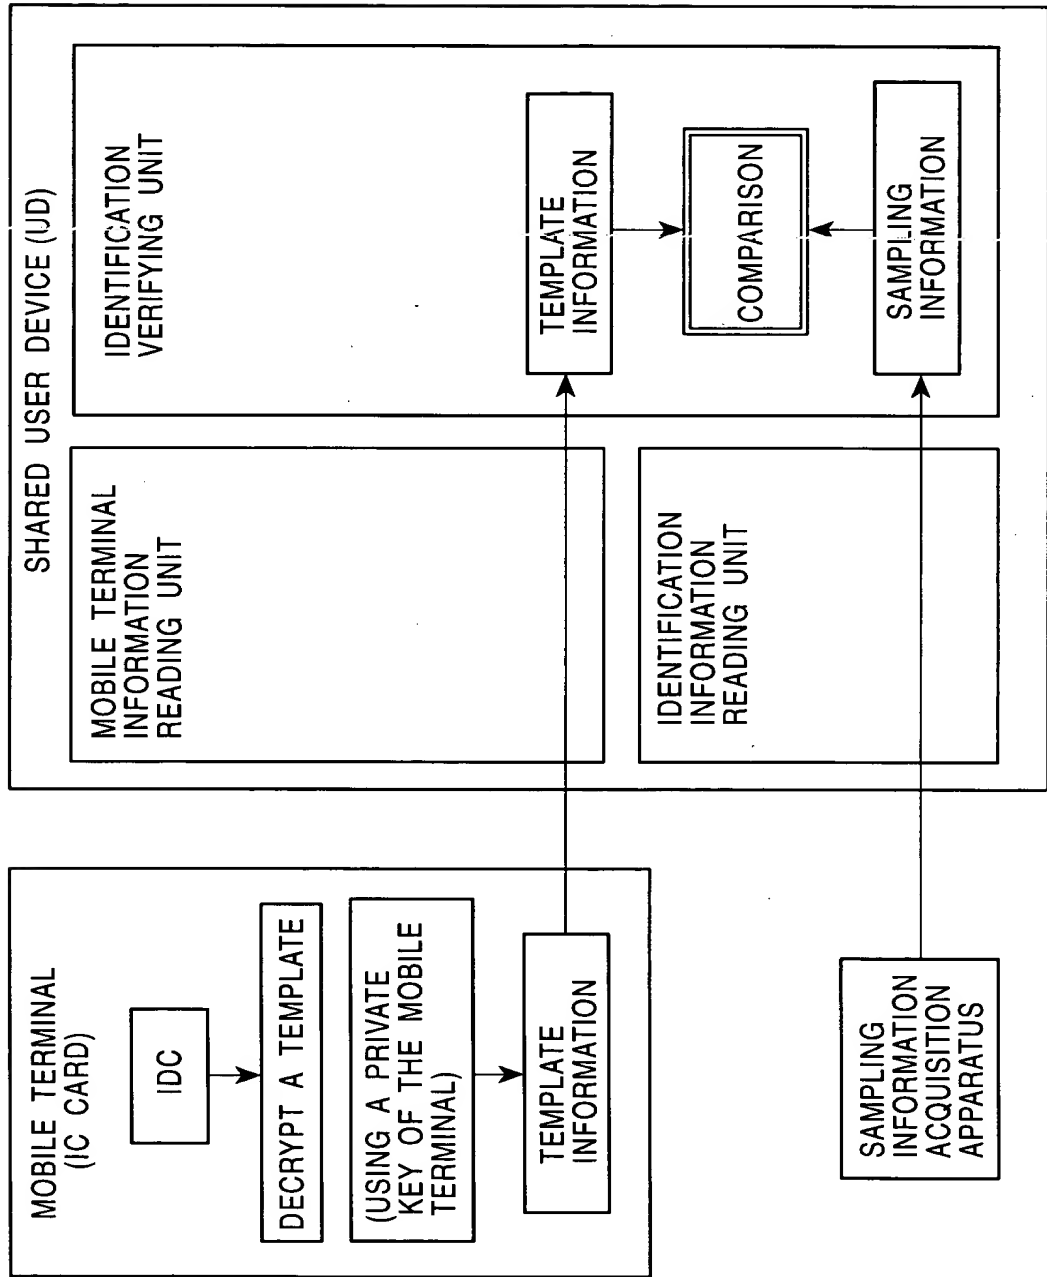 MOBILE TERMINAL
(IC CARD)
IDC
DECRYPT A TEMPLATE
(USING A PRIVATE
KEY OF THE MOBILE
TERMINAL)
TEMPLATE
INFORMATION
SAMPLING
INFORMATION
ACQUISITION
APPARATUS
SHARED USER DEVICE (UD)
MOBILE TERMINAL
INFORMATION
READING UNIT
IDENTIFICATION
INFORMATION
READING UNIT
IDENTIFICATION
VERIFYING UNIT
TEMPLATE
INFORMATION
COMPARISON
SAMPLING
INFORMATION